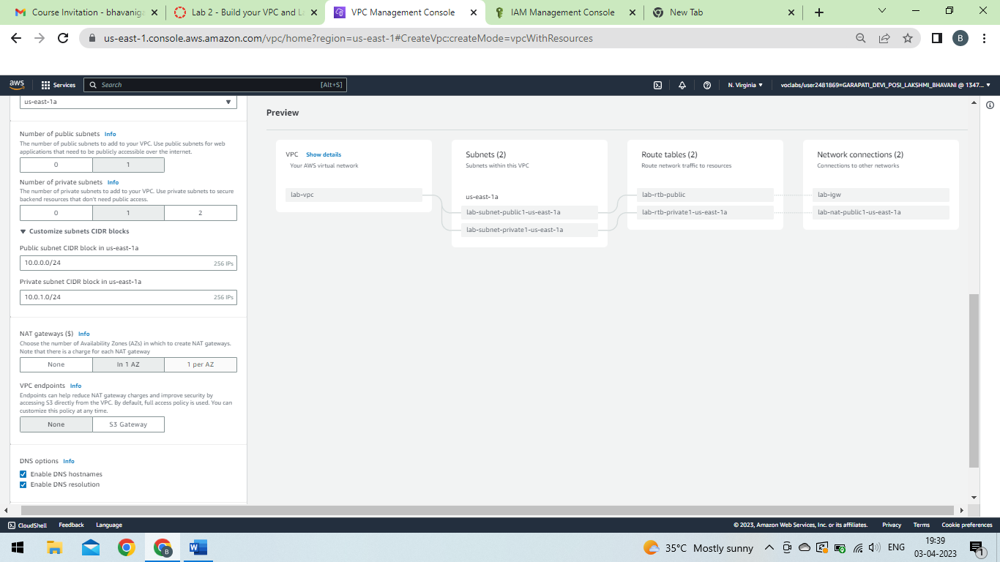 Course Invitation - bhavaniga
Lab 2 - Build your VPC and La
VPC Management Console
IAM Management Console
New Tab
us-east-1.console.aws.amazon.com/vpc/home?region=us-east-1#CreateVpc:createMode=vpcWithResources
B
aws
Services
Search
[Alt+S]
N. Virginia
voclabs/user2481869=GARAPATI_DEVI_POSI_LAKSHMI_BHAVANI @ 1347...
us-east-1a
Number of public subnets Info
The number of public subnets to add to your VPC. Use public subnets for web
applications that need to be publicly accessible over the internet.
0 1
Number of private subnets Info
The number of private subnets to add to your VPC. Use private subnets to secure
backend resources that don't need public access.
0 1 2
Customize subnets CIDR blocks
Public subnet CIDR block in us-east-1a
10.0.0.0/24 256 IPs
Private subnet CIDR block in us-east-1a
10.0.1.0/24 256 IPs
NAT gateways ($) Info
Choose the number of Availability Zones (AZs) in which to create NAT gateways.
Note that there is a charge for each NAT gateway
None In 1 AZ 1 per AZ
VPC endpoints Info
Endpoints can help reduce NAT gateway charges and improve security by
accessing S3 directly from the VPC. By default, full access policy is used. You can
customize this policy at any time.
None S3 Gateway
DNS options Info
Enable DNS hostnames
Enable DNS resolution
Preview
VPC Show details
Your AWS virtual network
lab-vpc
Subnets (2)
Subnets within this VPC
us-east-1a
lab-subnet-public1-us-east-1a
lab-subnet-private1-us-east-1a
Route tables (2)
Route network traffic to resources
lab-rtb-public
lab-rtb-private1-us-east-1a
Network connections (2)
Connections to other networks
lab-igw
lab-nat-public1-us-east-1a
CloudShell Feedback Language
© 2023, Amazon Web Services, Inc. or its affiliates. Privacy Terms Cookie preferences
B
W
35°C Mostly sunny
ENG
19:39
03-04-2023
1